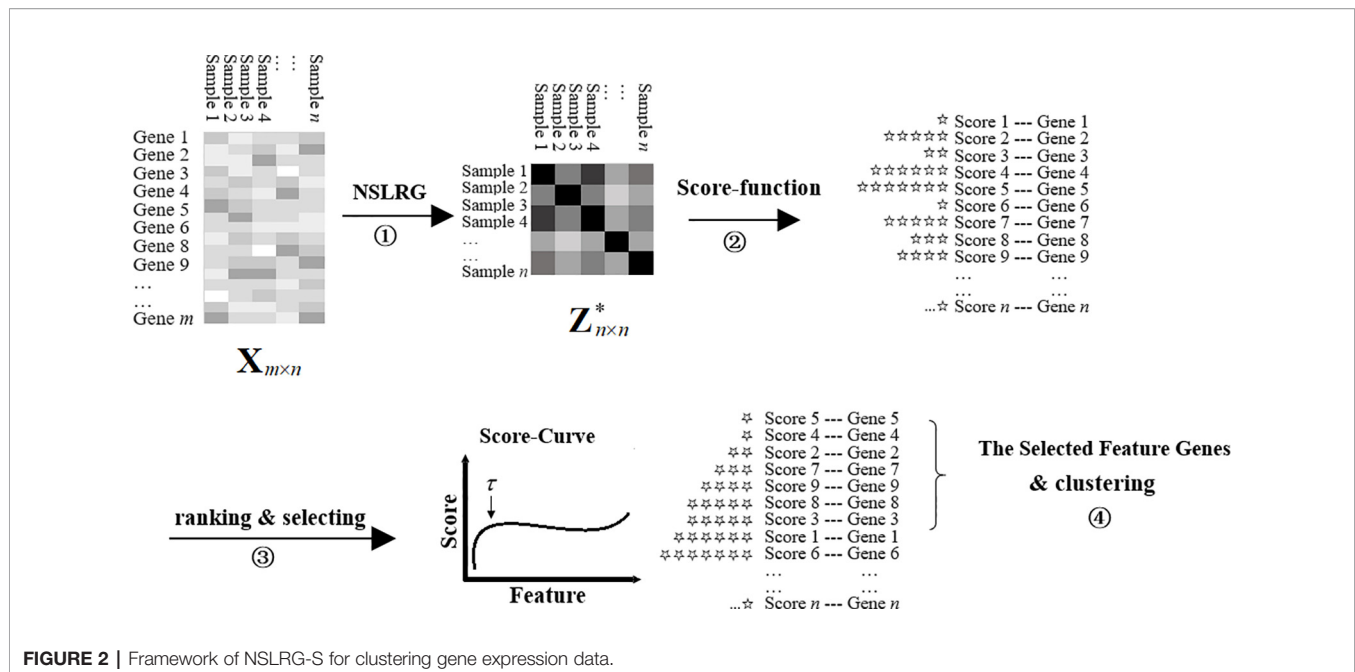 Sample 1
Sample 2
Sample 3
Sample 4
…
…
Sample n
Gene 1
Gene 2
Gene 3
Gene 4
Gene 5
Gene 6
Gene 8
Gene 9
…
…
Gene m
X m×n
NSLRG
①
Sample 1
Sample 2
Sample 3
Sample 4
…
…
Sample n
Sample 1
Sample 2
Sample 3
Sample 4
…
…
Sample n
Z* n×n
Score-function
②
☆ Score 1 --- Gene 1
☆☆☆☆☆ Score 2 --- Gene 2
☆☆ Score 3 --- Gene 3
☆☆☆☆☆☆ Score 4 --- Gene 4
☆☆☆☆☆☆☆ Score 5 --- Gene 5
☆ Score 6 --- Gene 6
☆☆☆☆☆ Score 7 --- Gene 7
☆☆☆ Score 8 --- Gene 8
☆☆☆☆ Score 9 --- Gene 9
… …
… …
...☆ Score n --- Gene n
ranking & selecting
③
Score-Curve
τ
Score
Feature
☆ Score 5 --- Gene 5
☆ Score 4 --- Gene 4
☆☆ Score 2 --- Gene 2
☆☆☆ Score 7 --- Gene 7
☆☆☆☆ Score 9 --- Gene 9
☆☆☆☆☆ Score 8 --- Gene 8
☆☆☆☆☆ Score 3 --- Gene 3
☆☆☆☆☆☆ Score 1 --- Gene 1
☆☆☆☆☆☆☆ Score 6 --- Gene 6
… …
… …
...☆ Score n --- Gene n
The Selected Feature Genes
& clustering
④
FIGURE 2 | Framework of NSLRG-S for clustering gene expression data.